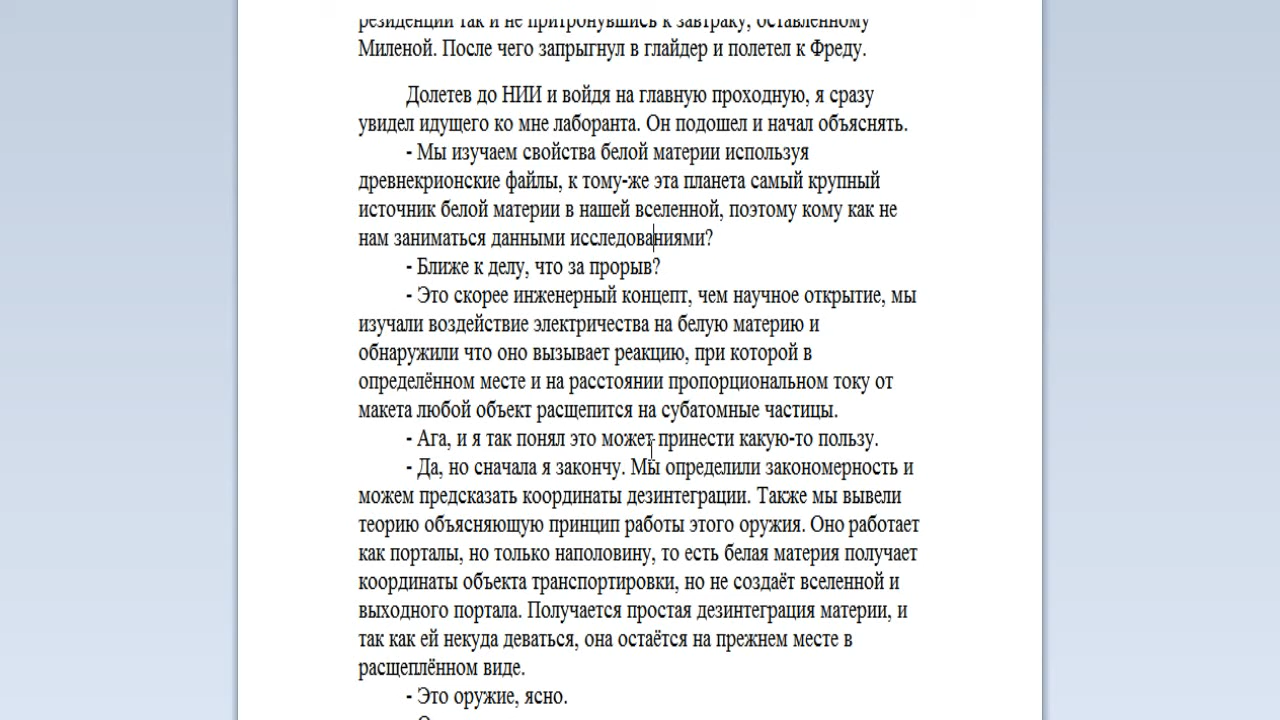 резиденции так и не притронувшись к завтраку, оставленному
Миленой. После чего запрыгнул в глайдер и полетел к Фреду.
Долетев до НИИ и войдя на главную проходную, я сразу
увидел идущего ко мне лаборанта. Он подошел и начал объяснять.
- Мы изучаем свойства белой материи используя
древнекрионские файлы, к тому-же эта планета самый крупный
источник белой материи в нашей вселенной, поэтому кому как не
нам заниматься данными исследованиями?
- Ближе к делу, что за прорыв?
- Это скорее инженерный концепт, чем научное открытие, мы
изучали воздействие электричества на белую материю и
обнаружили что оно вызывает реакцию, при которой в
определённом месте и на расстоянии пропорциональном току от
макета любой объект расщепится на субатомные частицы.
- Ага, и я так понял это может принести какую-то пользу.
- Да, но сначала я закончу. Мы определили закономерность и
можем предсказать координаты дезинтеграции. Также мы вывели
теорию объясняющую принцип работы этого оружия. Оно работает
как порталы, но только наполовину, то есть белая материя получает
координаты объекта транспортировки, но не создаёт вселенной и
выходного портала. Получается простая дезинтеграция материи, и
так как ей некуда деваться, она остаётся на прежнем месте в
расщеплённом виде.
- Это оружие, ясно.